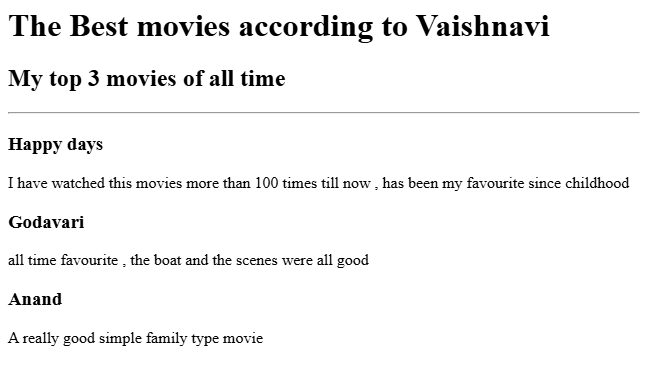 The Best movies according to Vaishnavi
My top 3 movies of all time
Happy days
I have watched this movies more than 100 times till now , has been my favourite since childhood
Godavari
all time favourite , the boat and the scenes were all good
Anand
A really good simple family type movie